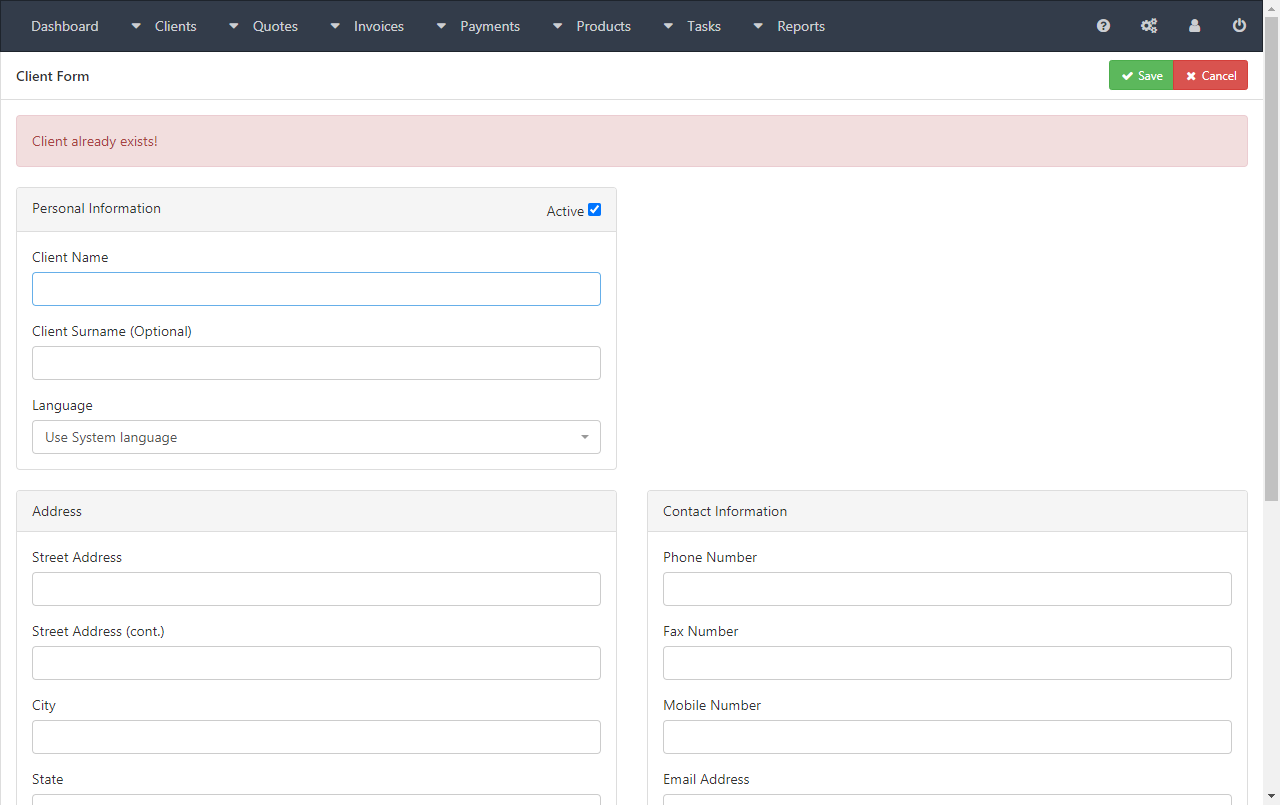 Dashboard Clients Quotes Invoices Payments Products Tasks Reports
Client Form
Save Cancel
Client already exists!
Personal Information
Active
Client Name
Client Surname (Optional)
Language
Use System language
Address
Street Address
Street Address (cont.)
City
State
Contact Information
Phone Number
Fax Number
Mobile Number
Email Address